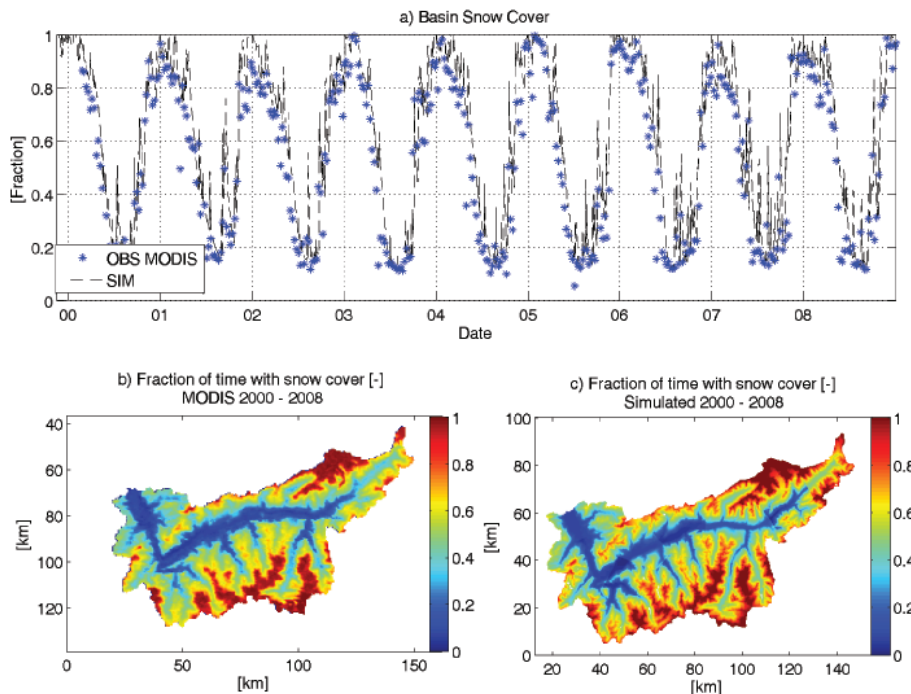 a) Basin Snow Cover
1
0.8
0.6
0.4
0.2
0
[Fraction]
OBS MODIS
SIM
00 01 02 03 04 05 06 07 08
Date
b) Fraction of time with snow cover [-]
MODIS 2000 - 2008
40
60
80
100
120
[km]
0 50 100 150
[km]
1
0.8
0.6
0.4
0.2
0
c) Fraction of time with snow cover [-]
Simulated 2000 - 2008
100
80
60
40
20
0
[km]
20 40 60 80 100 120 140
[km]
1
0.8
0.6
0.4
0.2
0